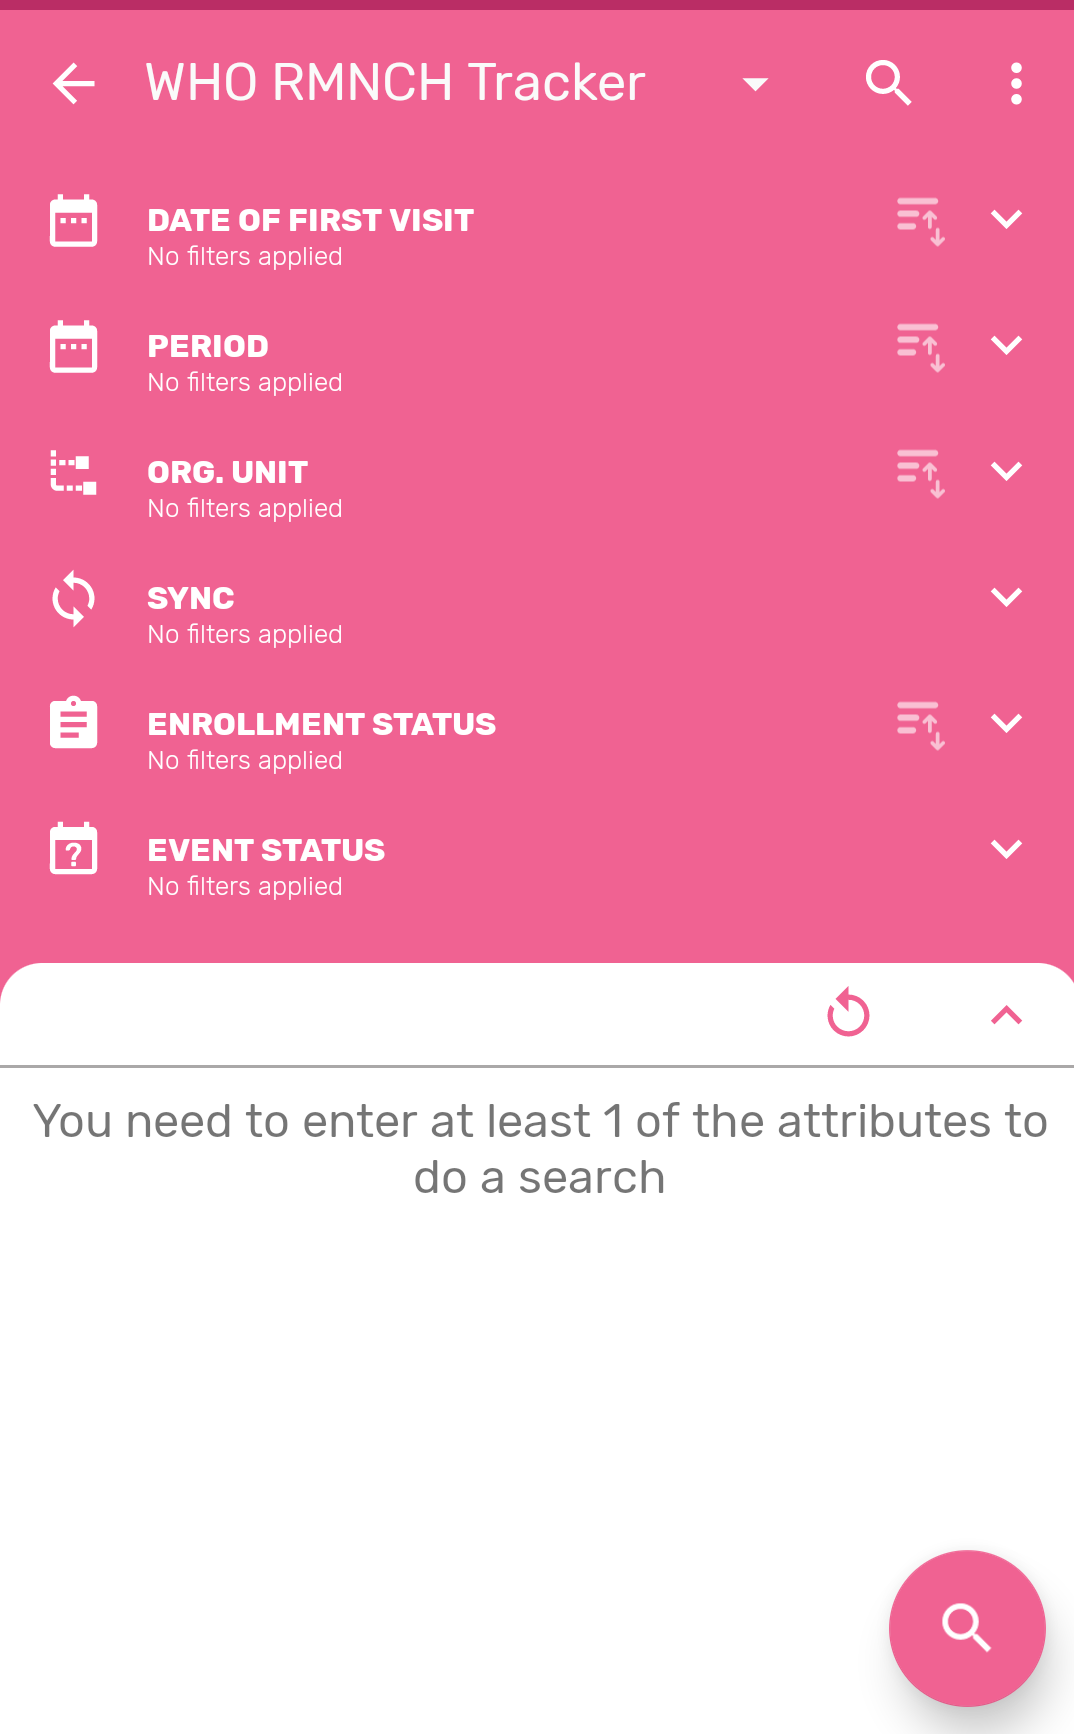 WHO RMNCH Tracker
DATE OF FIRST VISIT
No filters applied
PERIOD
No filters applied
ORG. UNIT
No filters applied
SYNC
No filters applied
ENROLLMENT STATUS
No filters applied
EVENT STATUS
No filters applied
You need to enter at least 1 of the attributes to
do a search